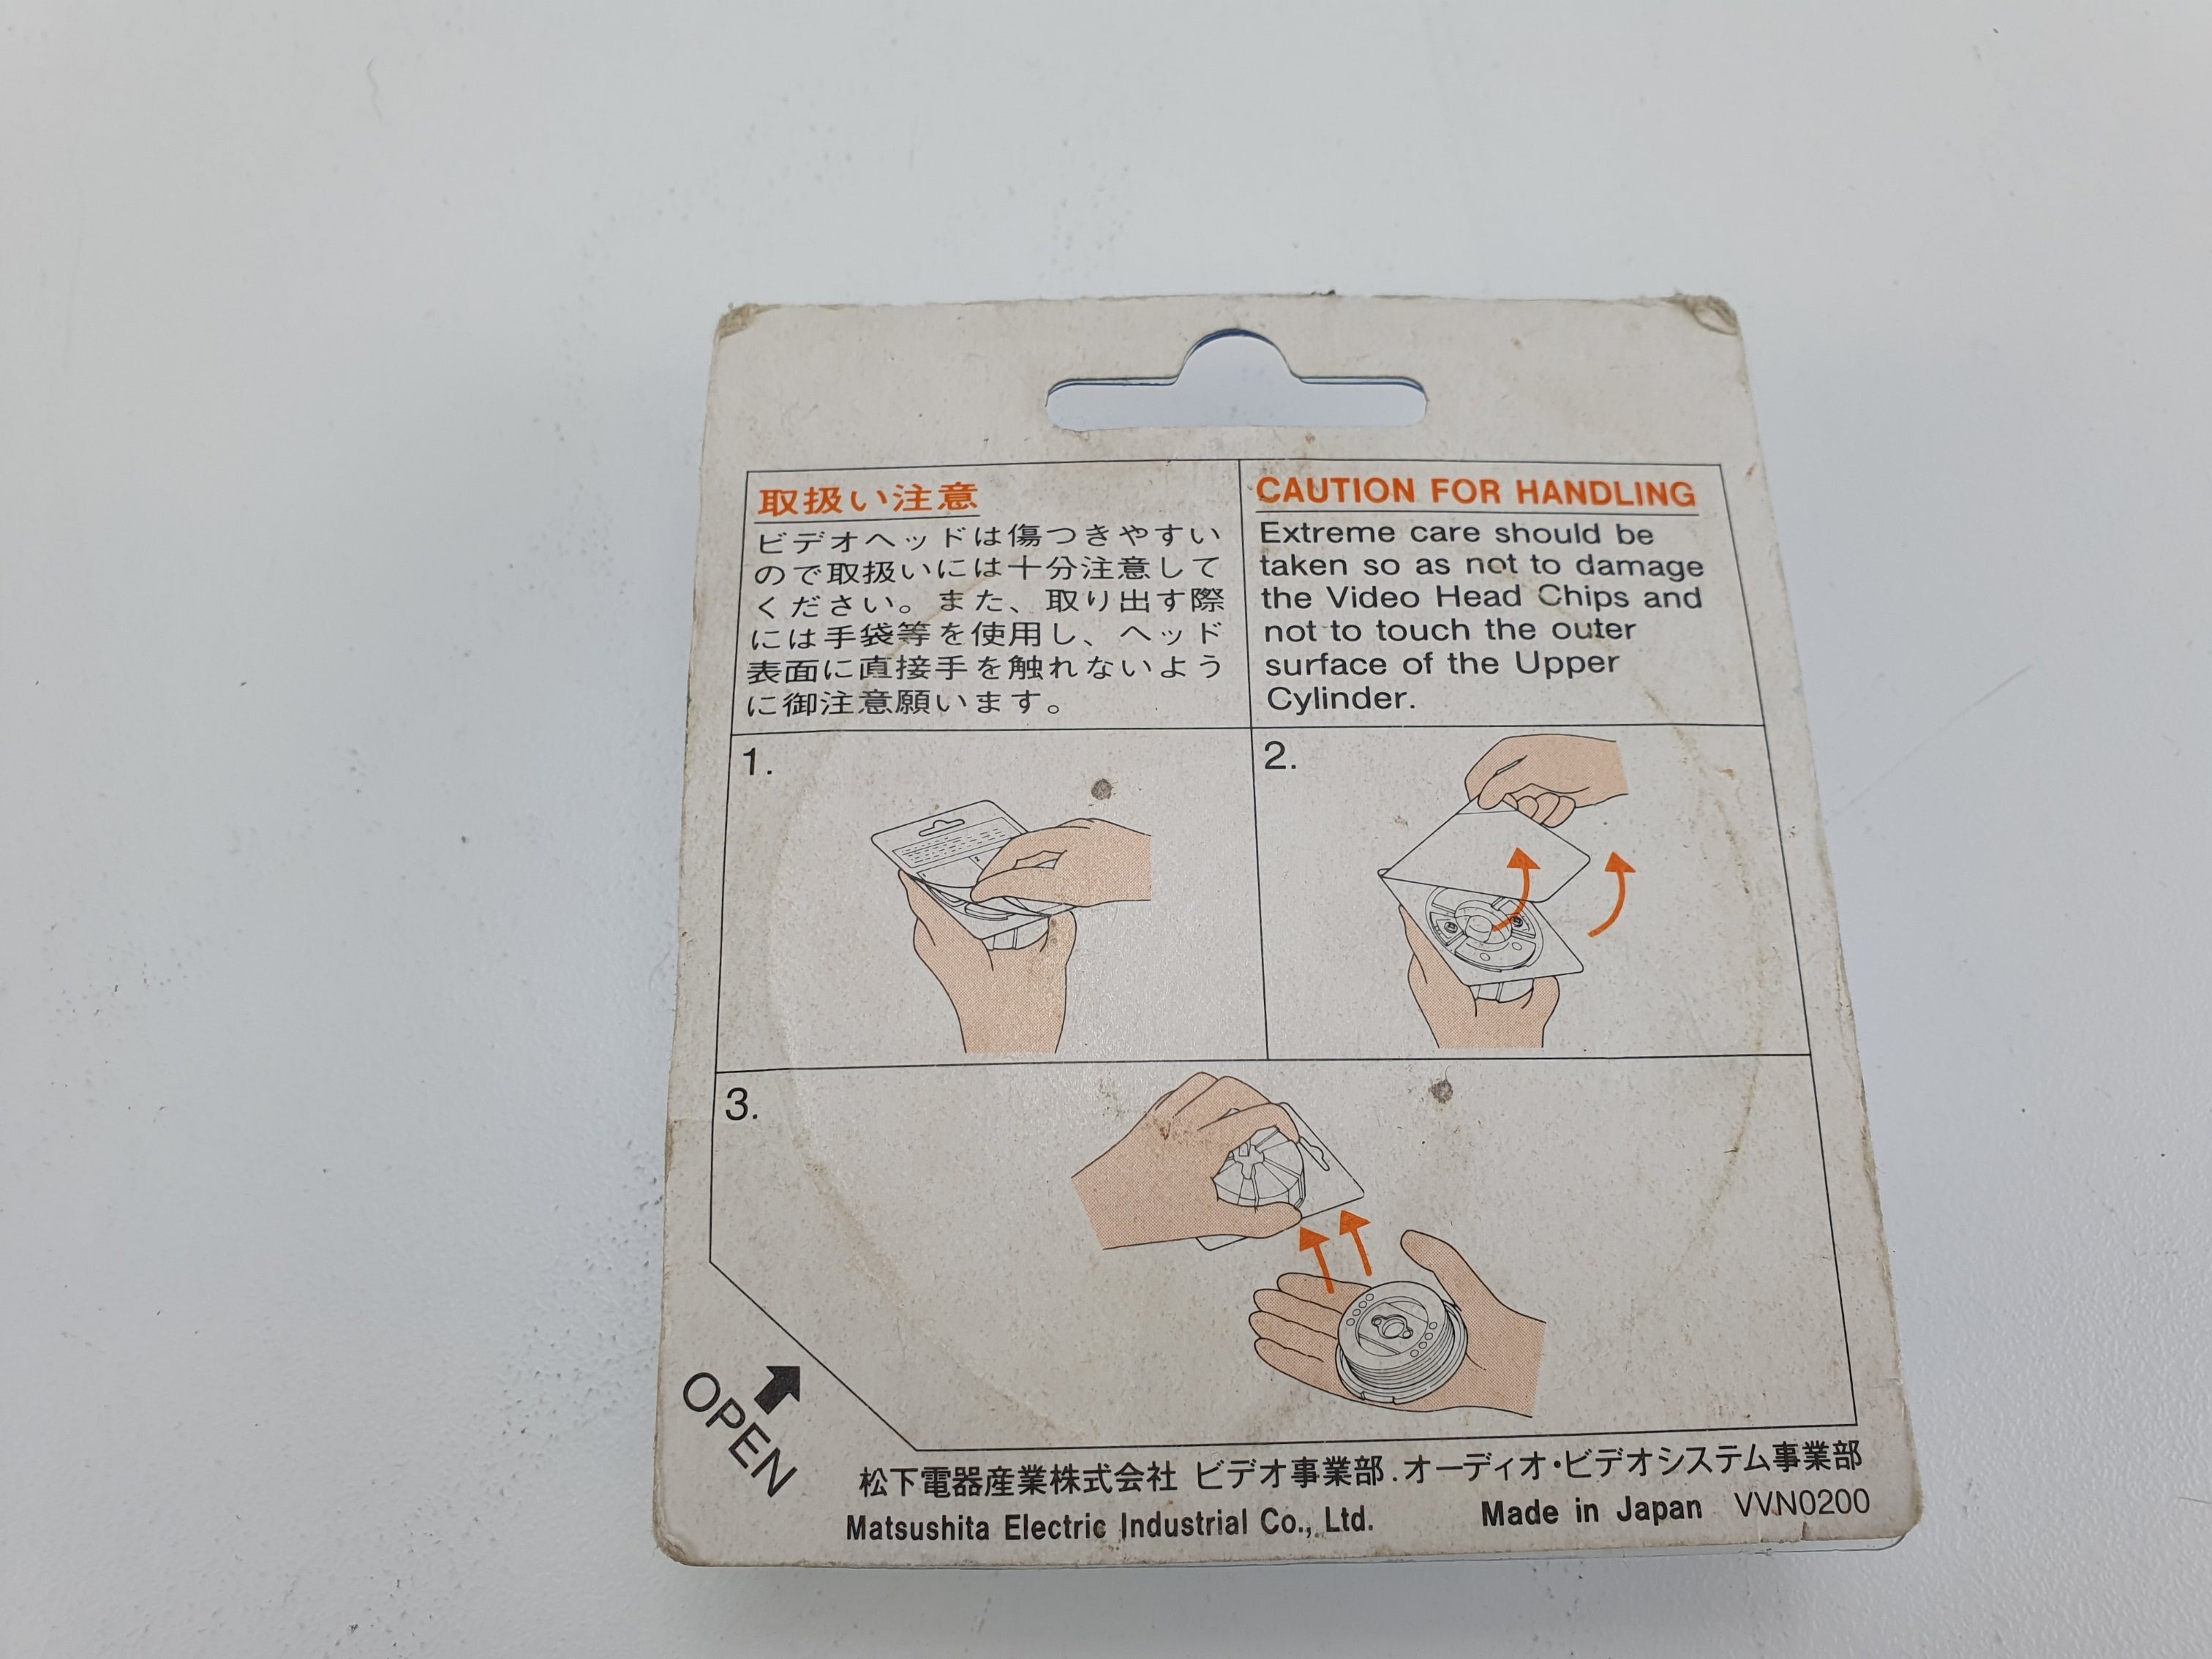 取扱い注意
ビデオヘッドは傷つきやすい
ので取扱いには十分注意して
ください。また、取り出す際
には手袋等を使用し、ヘッド
表面に直接手を触れないよう
に御注意願います。
CAUTION FOR HANDLING
Extreme care should be
taken so as not to damage
the Video Head Chips and
not to touch the outer
surface of the Upper
Cylinder.
1.
2.
3.
OPEN
松下電器産業株式会社 ビデオ事業部.オーディオ・ビデオシステム事業部
Matsushita Electric Industrial Co., Ltd. Made in Japan VVN0200